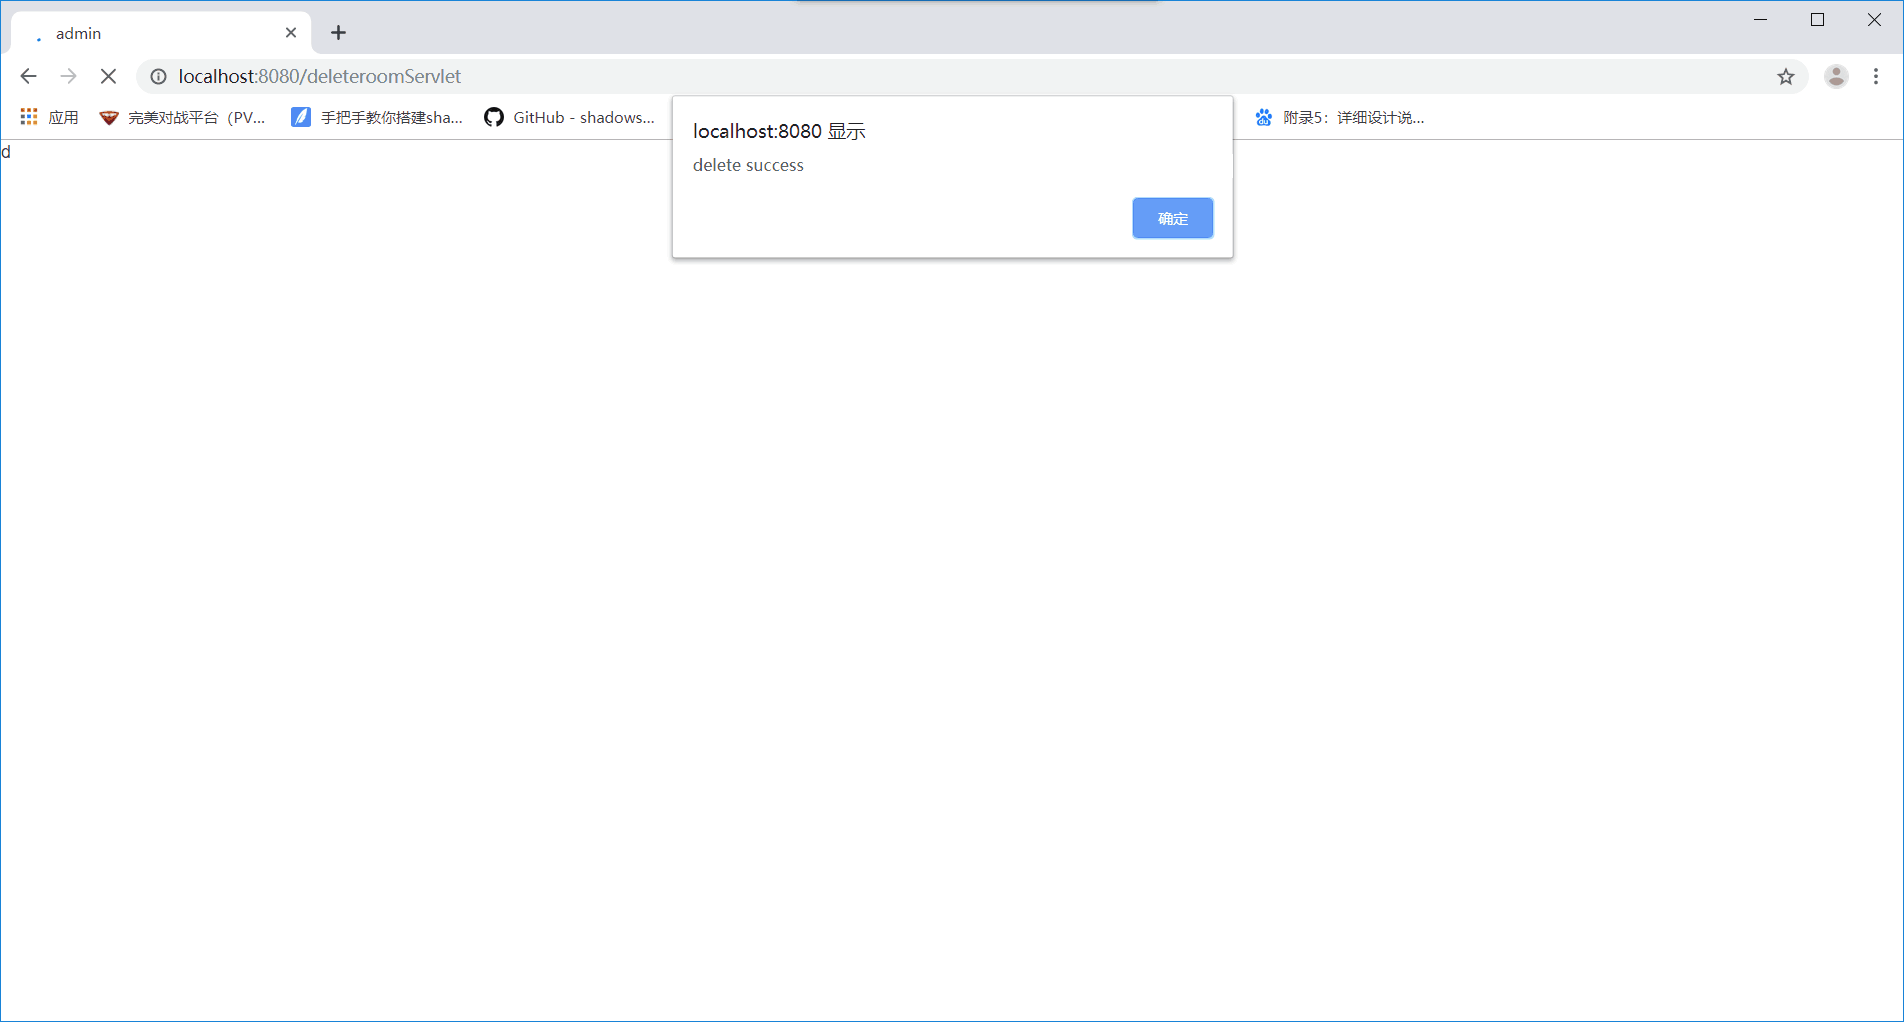 admin
localhost:8080/deleteroomServlet
应用
完美对战平台（PV...
手把手教你搭建sha...
GitHub - shadows...
附录5：详细设计说...
d
localhost:8080 显示
delete success
确定